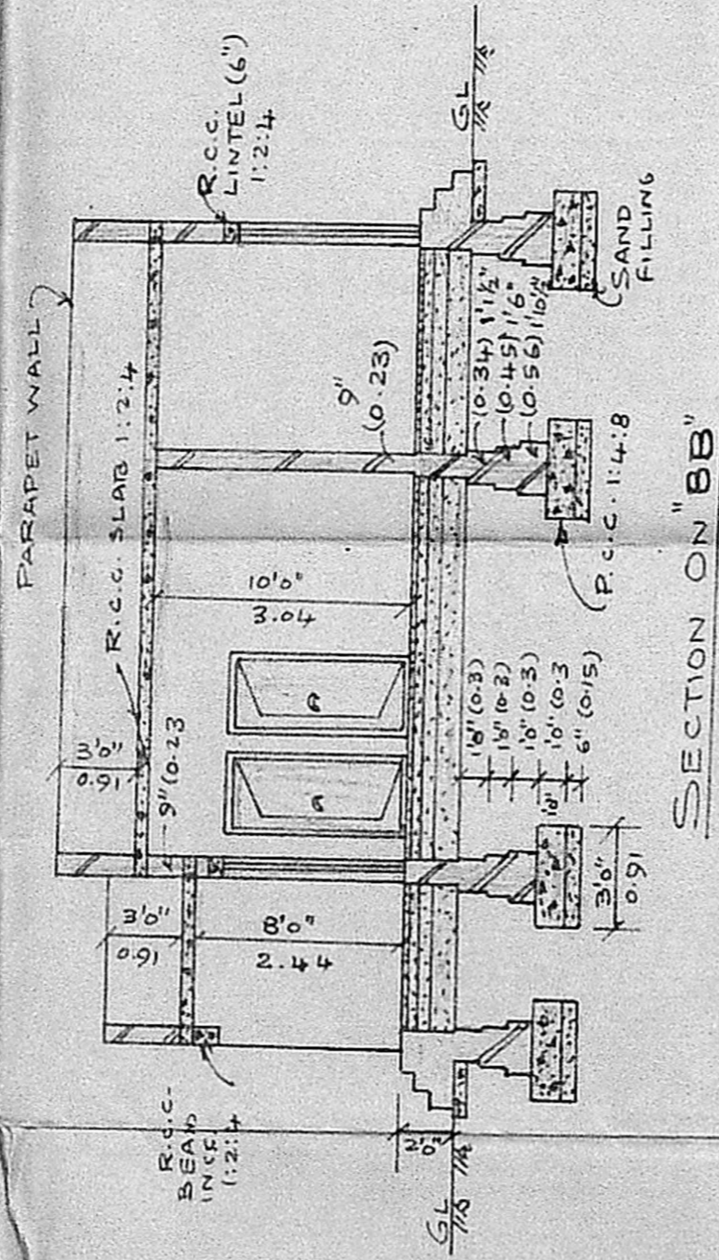 PARAPET WALL
R.C.C. SLAB 1:2:4
R.C.C.
LINTEL (6")
1:2:4
3'0"
0.91
9" (0.23
3'0"
0.91
8'0"
2.44
10'0"
3.04
9"
(0.23)
R.C.C.
BEAM
1:2:4
2'0"
GL
GL
(0.34) 1'1½"
(0.45) 1'6"
(0.56) 1'10½"
1'0" (0.3)
1'0" (0.3)
1'0" (0.3)
1'0" (0.3
6" (0.15)
3'0"
0.91
P.C.C. 1:4:8
SAND
FILLING
SECTION ON "BB"